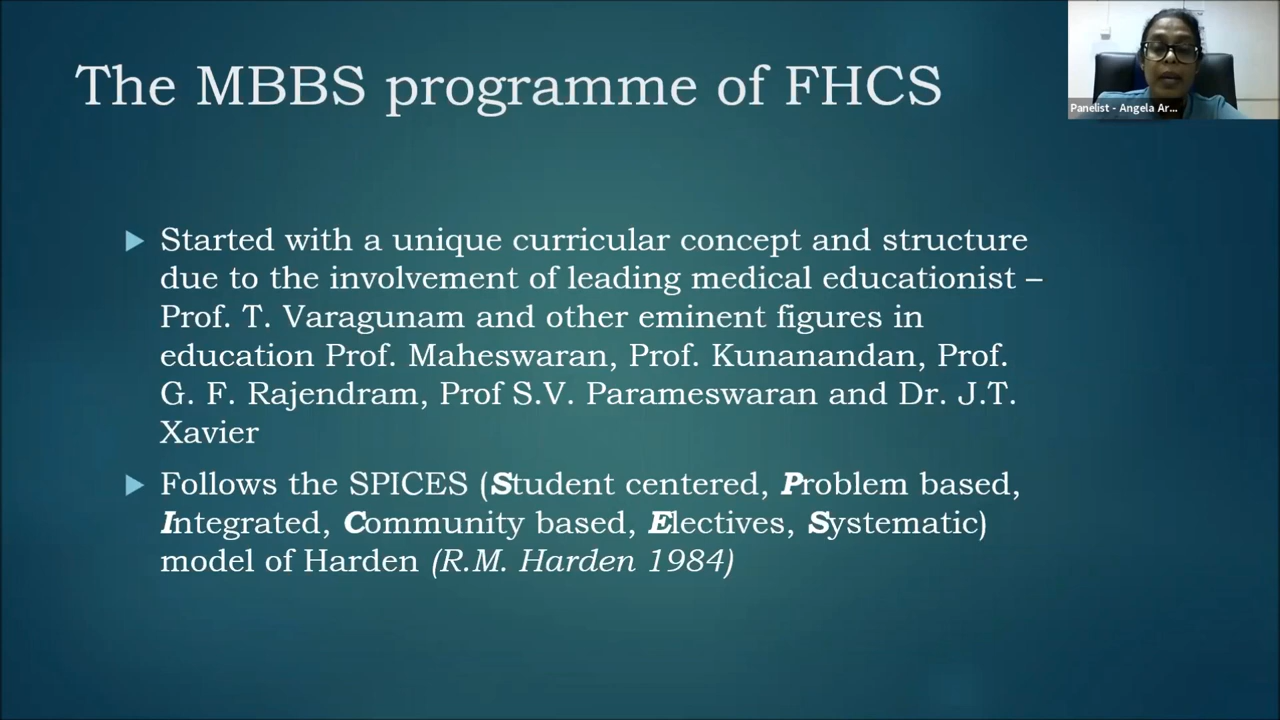 The MBBS programme of FHCS
Panelist - Angela Ar...
Started with a unique curricular concept and structure
due to the involvement of leading medical educationist –
Prof. T. Varagunam and other eminent figures in
education Prof. Maheswaran, Prof. Kunanandan, Prof.
G. F. Rajendram, Prof S.V. Parameswaran and Dr. J.T.
Xavier
Follows the SPICES (Student centered, Problem based,
Integrated, Community based, Electives, Systematic)
model of Harden (R.M. Harden 1984)